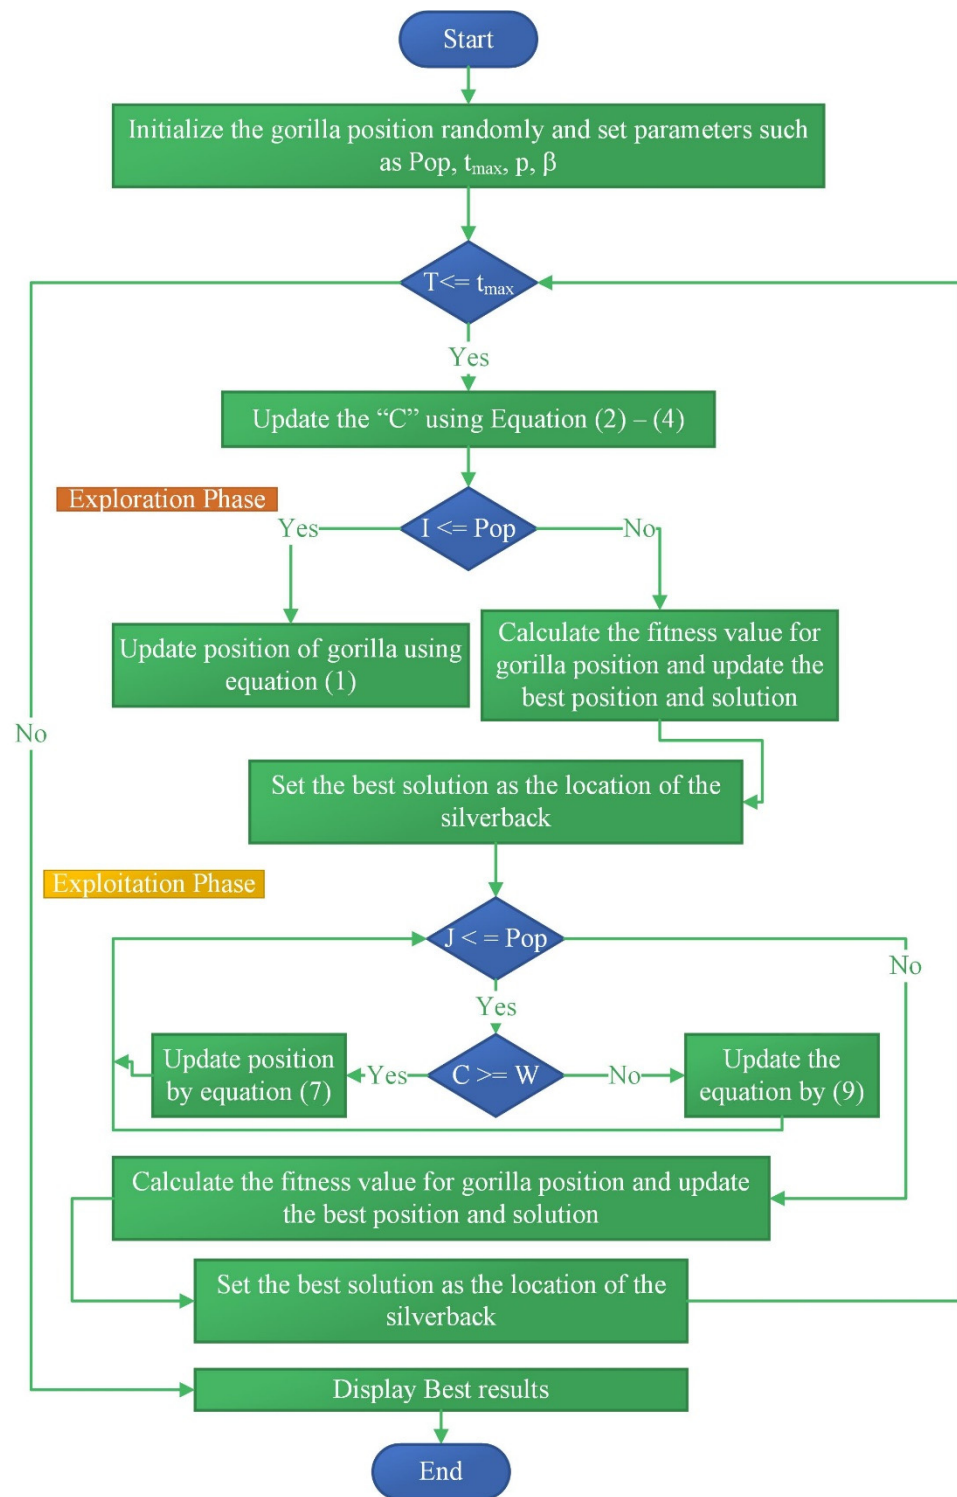 Start
Initialize the gorilla position randomly and set parameters such
as Pop, tmax, p, β
T<= tmax
Yes
Update the “C” using Equation (2) – (4)
Exploration Phase
I <= Pop
Yes
No
Update position of gorilla using
equation (1)
Calculate the fitness value for
gorilla position and update the
best position and solution
No
Set the best solution as the location of the
silverback
Exploitation Phase
J < = Pop
No
Yes
Update position
by equation (7)
Yes
C >= W
No
Update the
equation by (9)
Calculate the fitness value for gorilla position and update
the best position and solution
Set the best solution as the location of the
silverback
Display Best results
End